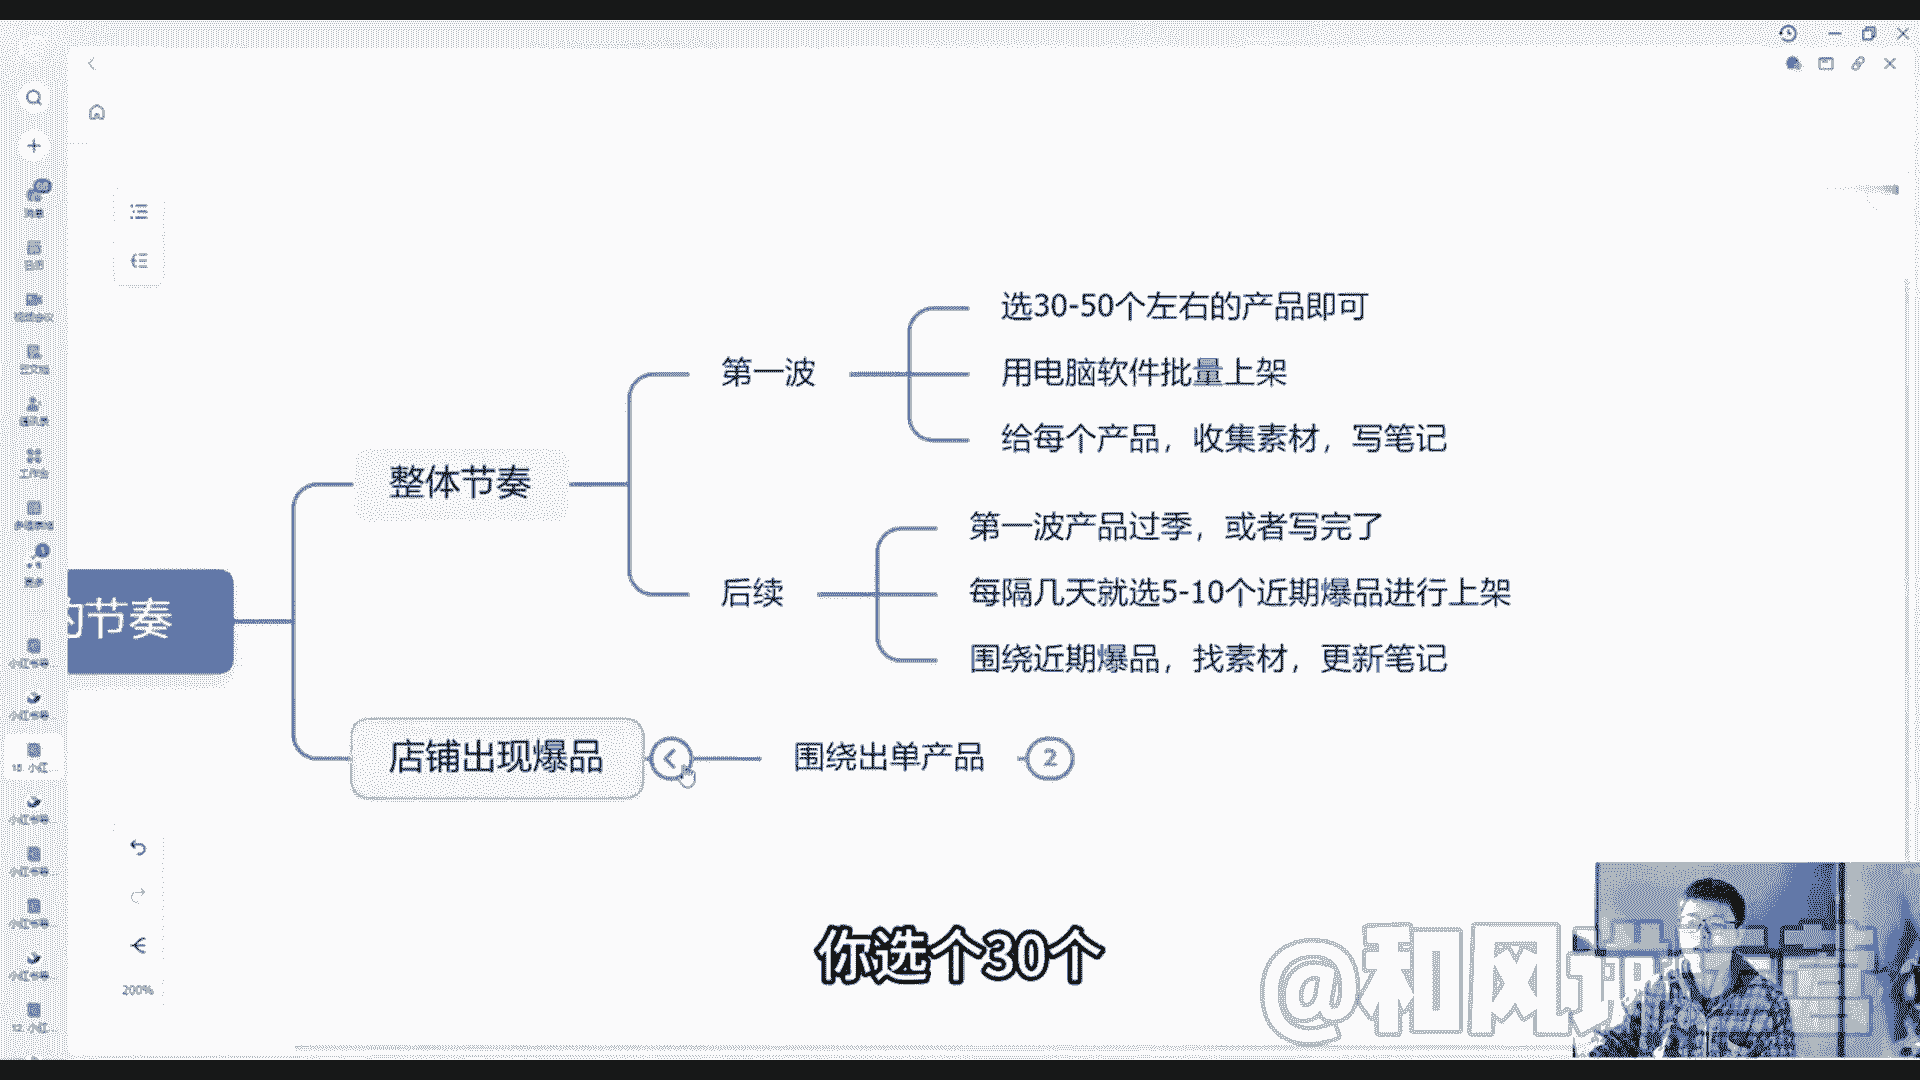 选30-50个左右的产品即可
第一波
用电脑软件批量上架
给每个产品，收集素材，写笔记
整体节奏
第一波产品过季，或者写完了
后续
每隔几天就选5-10个近期爆品进行上架
围绕近期爆品，找素材，更新笔记
的节奏
店铺出现爆品
围绕出单产品
2
200%
你选个30个
@和风说运营